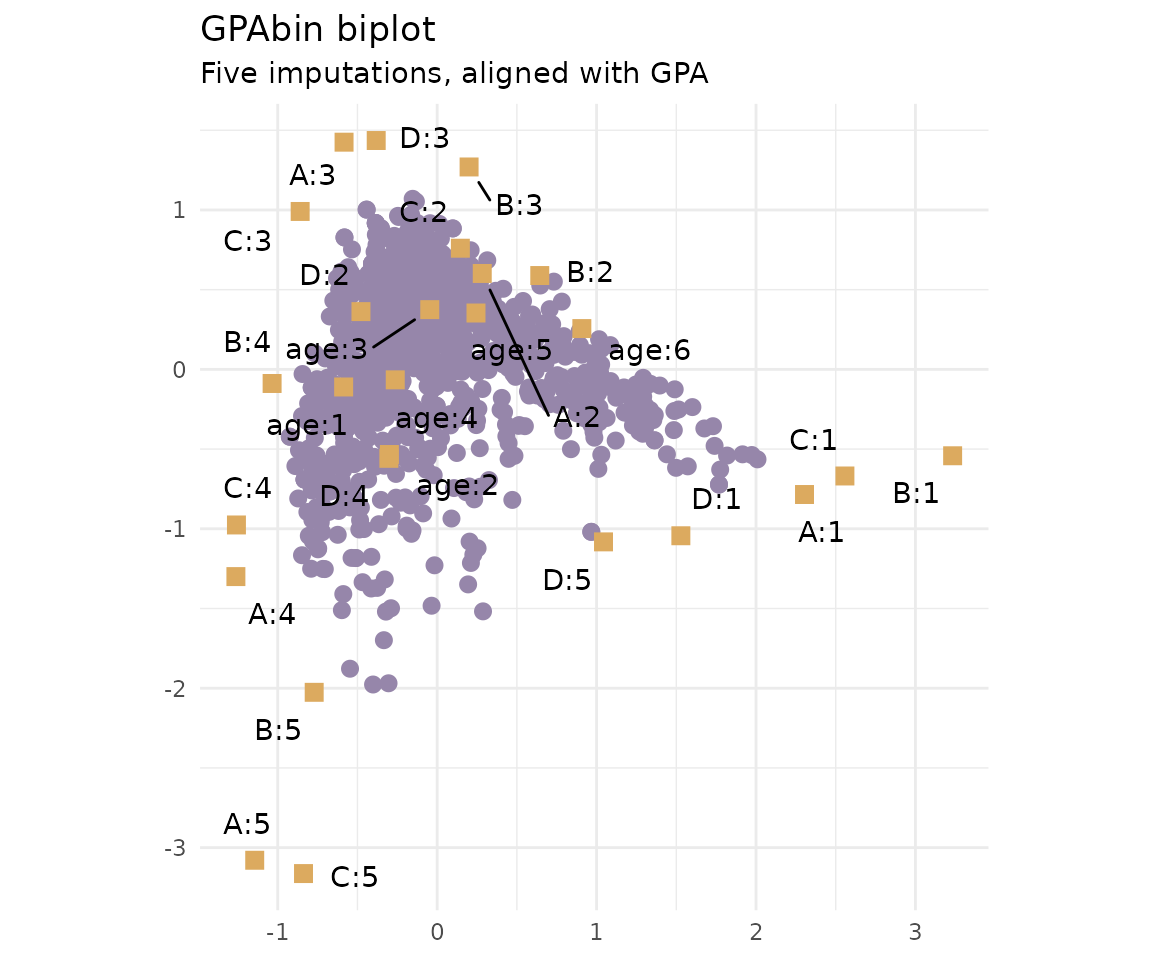 GPAbin biplot
Five imputations, aligned with GPA
D:3
A:3
B:3
C:2
C:3
D:2
B:2
1
B:4
age:3
age:5
age:6
0
age:1
age:4
A:2
C:1
C:4
D:4
age:2
D:1
B:1
-1
A:1
D:5
A:4
-2
B:5
A:5
-3
C:5
-1
0
1
2
3